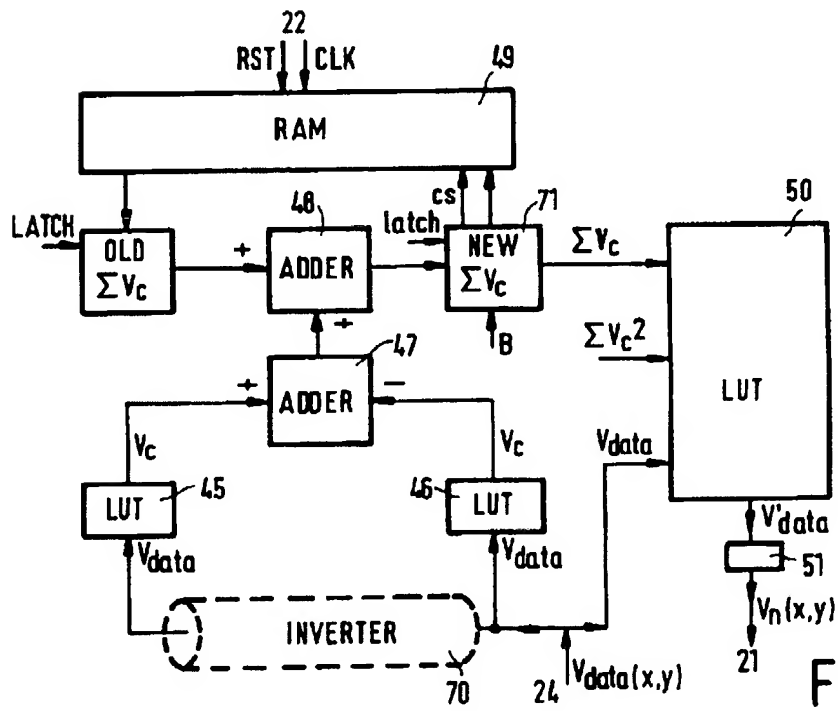 22
RST CLK
49
RAM
LATCH
OLD
ΣVc
+
48
ADDER
cs
latch
71
NEW
ΣVc
ΣVc
50
+
B
ΣVc²
LUT
47
+
ADDER
−
Vc
Vc
Vdata
LUT
45
46
LUT
V'data
Vdata
Vdata
51
INVERTER
Vn(x,y)
70
24
Vdata(x,y)
21
F